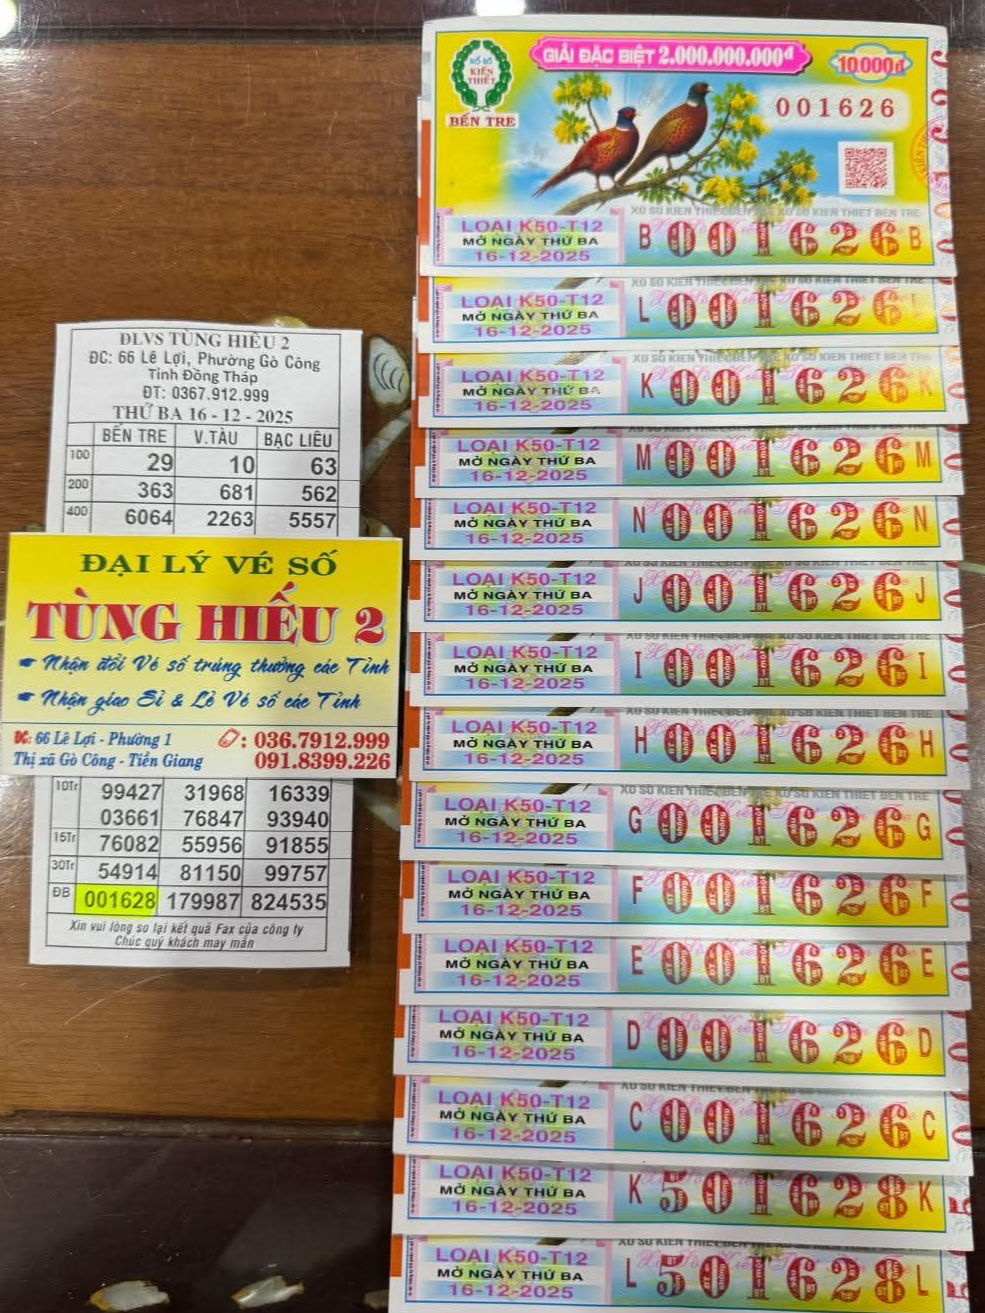 GIẢI ĐẶC BIỆT 2.000.000.000đ
10.000đ
XỔ SỐ
KIẾN
THIẾT
BẾN TRE
001626
XO SO KIEN THIET BEN TRE XO SO KIEN THIET BEN TRE
LOẠI K50-T12
MỞ NGÀY THỨ BA
16-12-2025
B 001626 B
LOẠI K50-T12
MỞ NGÀY THỨ BA
16-12-2025
L 001626 L
LOẠI K50-T12
MỞ NGÀY THỨ BA
16-12-2025
K 001626 K
LOẠI K50-T12
MỞ NGÀY THỨ BA
16-12-2025
M 001626 M
LOẠI K50-T12
MỞ NGÀY THỨ BA
16-12-2025
N 001626 N
LOẠI K50-T12
MỞ NGÀY THỨ BA
16-12-2025
J 001626 J
LOẠI K50-T12
MỞ NGÀY THỨ BA
16-12-2025
I 001626 I
LOẠI K50-T12
MỞ NGÀY THỨ BA
16-12-2025
H 001626 H
LOẠI K50-T12
MỞ NGÀY THỨ BA
16-12-2025
G 001626 G
LOẠI K50-T12
MỞ NGÀY THỨ BA
16-12-2025
F 001626 F
LOẠI K50-T12
MỞ NGÀY THỨ BA
16-12-2025
E 001626 E
LOẠI K50-T12
MỞ NGÀY THỨ BA
16-12-2025
D 001626 D
LOẠI K50-T12
MỞ NGÀY THỨ BA
16-12-2025
C 001626 C
LOẠI K50-T12
MỞ NGÀY THỨ BA
16-12-2025
K 501628 K
LOẠI K50-T12
MỞ NGÀY THỨ BA
16-12-2025
L 501628 L
ĐLVS TÙNG HIẾU 2
ĐC: 66 Lê Lợi, Phường Gò Công
Tỉnh Đồng Tháp
ĐT: 0367.912.999
THỨ BA 16 - 12 - 2025
BẾN TRE V.TÀU BẠC LIÊU
100 29 10 63
200 363 681 562
400 6064 2263 5557
ĐẠI LÝ VÉ SỐ
TÙNG HIẾU 2
Nhận đổi Vé số trúng thưởng các Tỉnh
Nhận giao Sỉ & Lẻ Vé số các Tỉnh
ĐC: 66 Lê Lợi - Phường 1
Thị xã Gò Công - Tiền Giang
: 036.7912.999
091.8399.226
10Tr 99427 31968 16339
03661 76847 93940
15Tr 76082 55956 91855
30Tr 54914 81150 99757
ĐB 001628 179987 824535
Xin vui lòng so lại kết quả Fax của công ty
Chúc quý khách may mắn